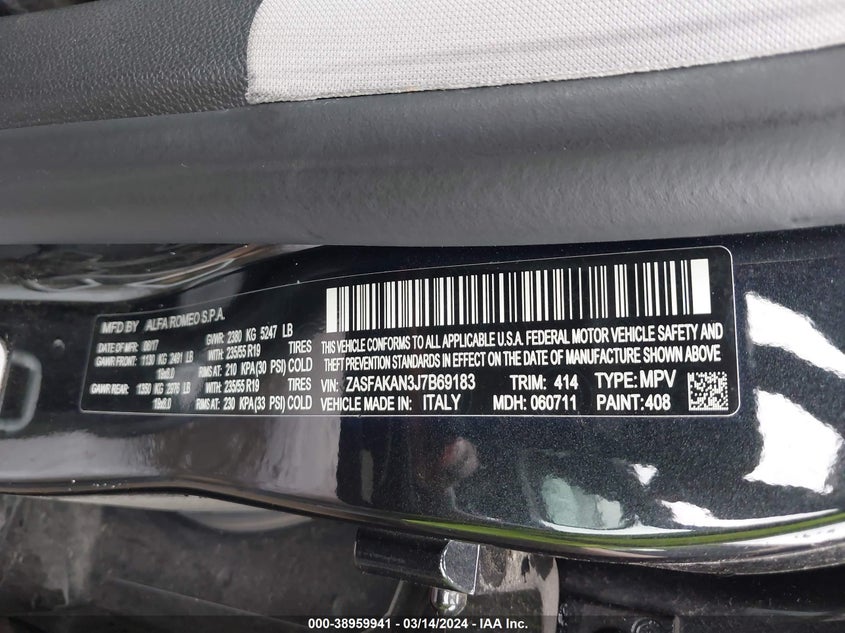 MFD BY ALFA ROMEO S.P.A.
DATE OF MFR 06/17 GVWR: 2380 KG 5247 LB
GAWR FRONT: 1130 KG 2491 LB WITH: 235/55 R19 TIRES
19x8.0 RIMS AT: 210 KPA(30 PSI) COLD
GAWR REAR: 1350 KG 2976 LB WITH: 235/55 R19 TIRES
19x8.0 RIMS AT: 230 KPA(33 PSI) COLD
THIS VEHICLE CONFORMS TO ALL APPLICABLE U.S.A. FEDERAL MOTOR VEHICLE SAFETY AND
THEFT PREVENTION STANDARDS IN EFFECT ON THE DATE OF MANUFACTURE SHOWN ABOVE
VIN: ZASFAKAN3J7B69183 TRIM: 414 TYPE: MPV
VEHICLE MADE IN: ITALY MDH: 060711 PAINT: 408
000-38959941 - 03/14/2024 - IAA Inc.